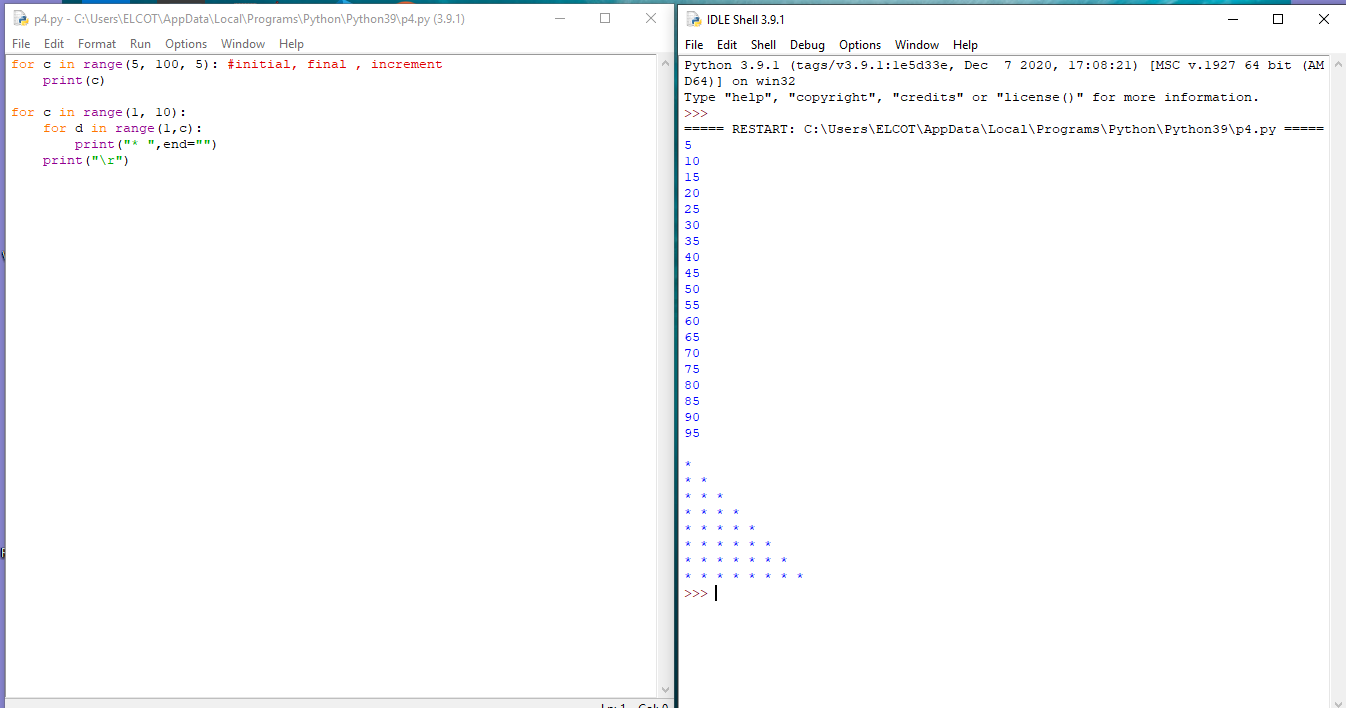 p4.py - C:\Users\ELCOT\AppData\Local\Programs\Python\Python39\p4.py (3.9.1)
File Edit Format Run Options Window Help
for c in range(5, 100, 5): #initial, final , increment
    print(c)

for c in range(1, 10):
    for d in range(1,c):
        print("* ",end="")
    print("\r")
IDLE Shell 3.9.1
File Edit Shell Debug Options Window Help
Python 3.9.1 (tags/v3.9.1:1e5d33e, Dec  7 2020, 17:08:21) [MSC v.1927 64 bit (AM
D64)] on win32
Type "help", "copyright", "credits" or "license()" for more information.
>>>
===== RESTART: C:\Users\ELCOT\AppData\Local\Programs\Python\Python39\p4.py =====
5
10
15
20
25
30
35
40
45
50
55
60
65
70
75
80
85
90
95

*
* *
* * *
* * * *
* * * * *
* * * * * *
* * * * * * *
* * * * * * * *
>>>